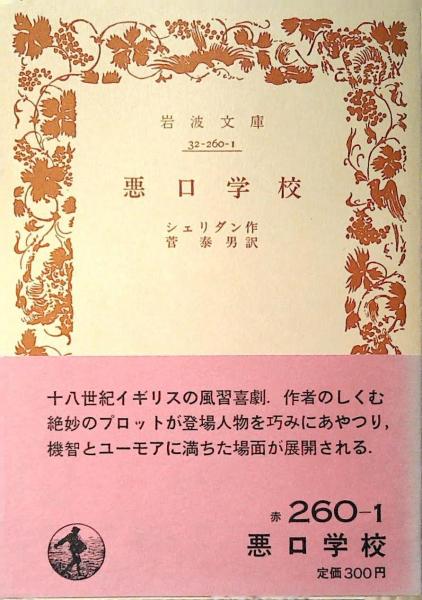 岩波文庫
32-260-1
悪口学校
シェリダン作
菅泰男訳
十八世紀イギリスの風習喜劇．作者のしくむ
絶妙のプロットが登場人物を巧みにあやつり，
機智とユーモアに満ちた場面が展開される．
赤 260-1
悪口学校
定価300円